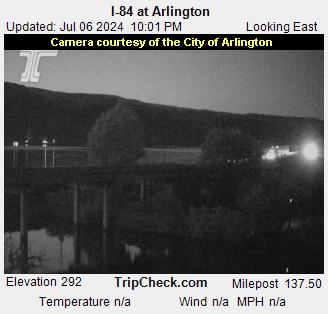 I-84 at Arlington
Updated: Jul 06 2024 10:01 PM Looking East
Camera courtesy of the City of Arlington
Elevation 292 TripCheck.com Milepost 137.50
Temperature n/a Wind n/a MPH n/a